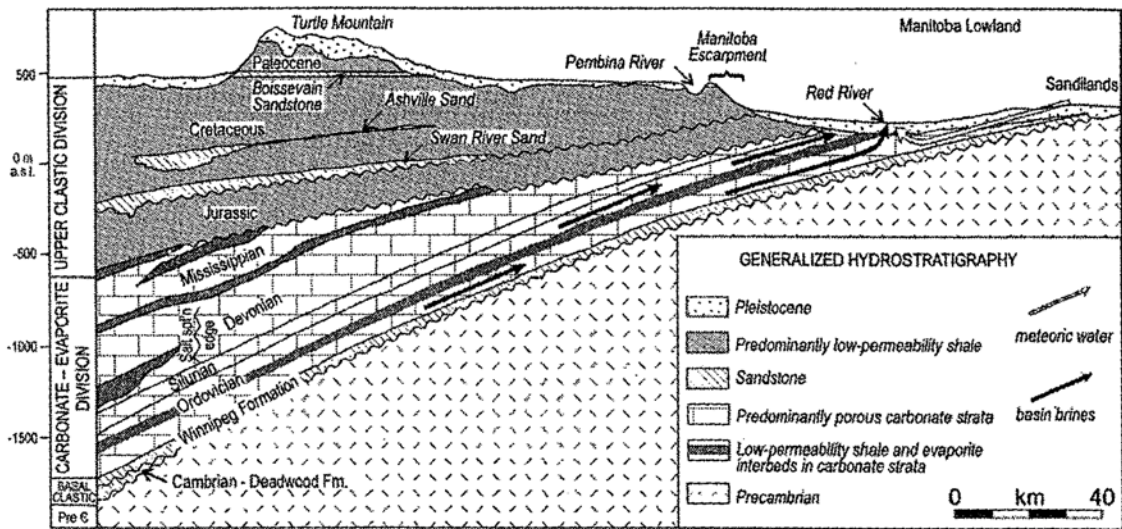 Turtle Mountain
Manitoba Lowland
Manitoba
Escarpment
Pembina River
Paleocene
Red River
Sandilands
Boissevain
Sandstone
Ashville Sand
Cretaceous
Swan River Sand
Jurassic
Mississippian
Devonian
Salt sol'n
edge
Silurian
Ordovician
Winnipeg Formation
Cambrian - Deadwood Fm.
500
0 m
a.s.l.
-500
-1000
-1500
UPPER CLASTIC DIVISION
CARBONATE - EVAPORITE
DIVISION
BASAL
CLASTIC
Pre Є
GENERALIZED HYDROSTRATIGRAPHY
Pleistocene
Predominantly low-permeability shale
Sandstone
Predominantly porous carbonate strata
Low-permeability shale and evaporite
interbeds in carbonate strata
Precambrian
meteoric water
basin brines
0 km 40